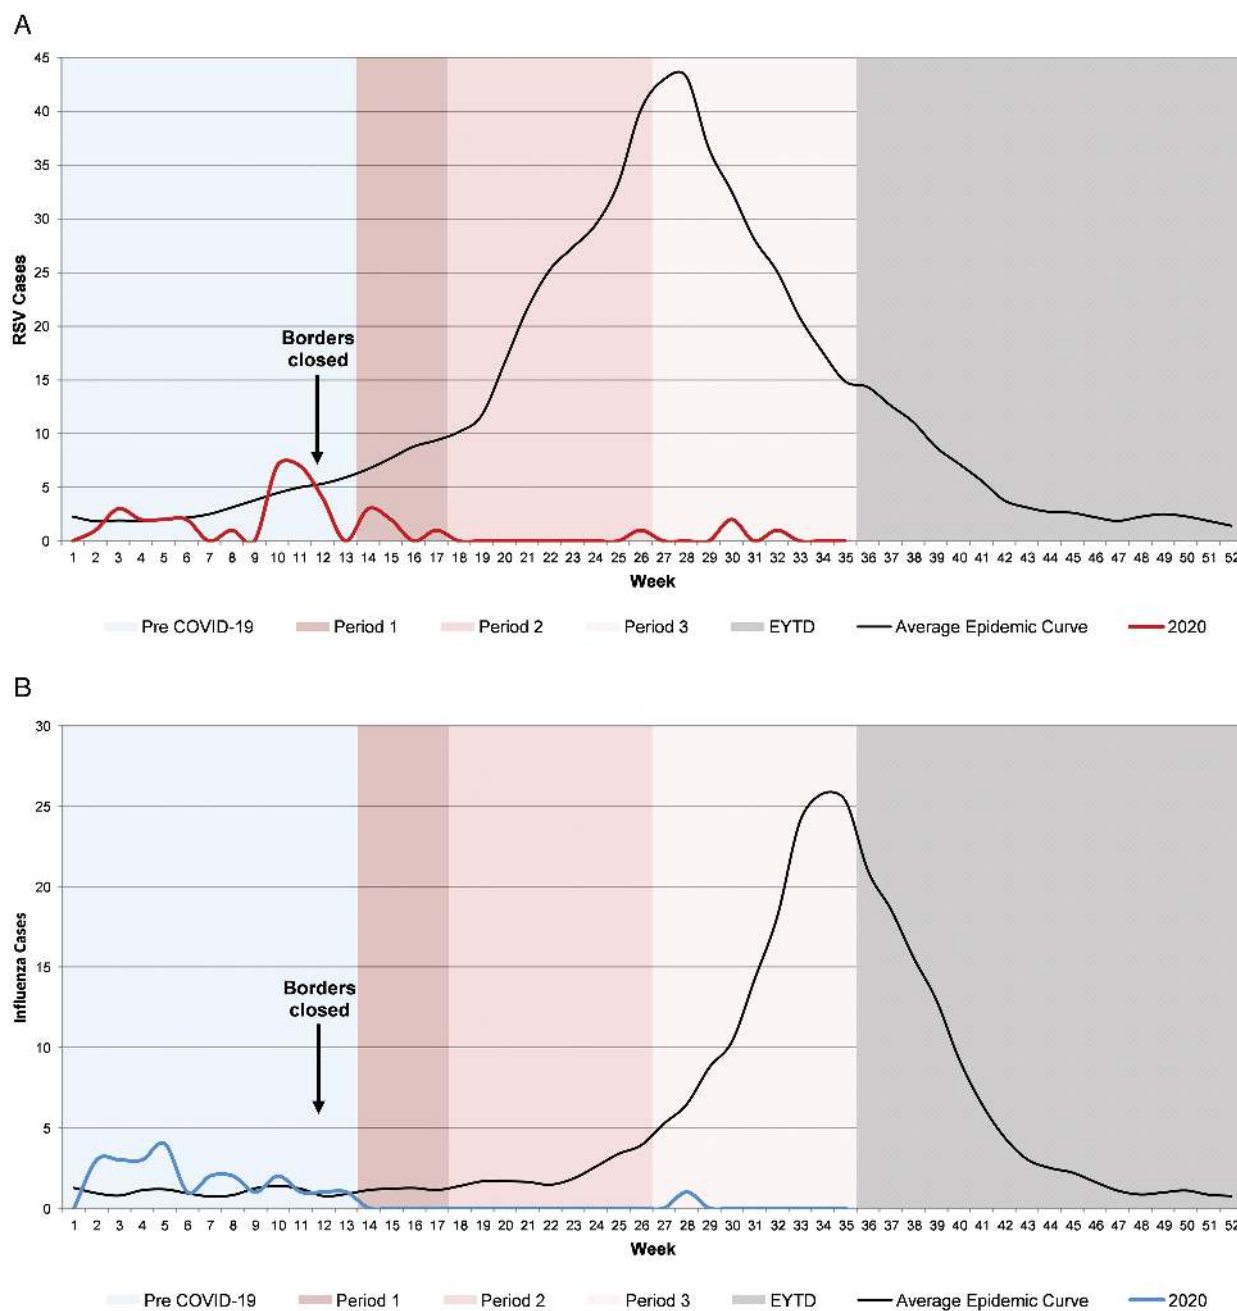 A
45
40
35
30
25
20
15
10
5
0
RSV Cases
Borders
closed
1 2 3 4 5 6 7 8 9 10 11 12 13 14 15 16 17 18 19 20 21 22 23 24 25 26 27 28 29 30 31 32 33 34 35 36 37 38 39 40 41 42 43 44 45 46 47 48 49 50 51 52
Week
Pre COVID-19 Period 1 Period 2 Period 3 EYTD Average Epidemic Curve 2020
B
30
25
20
15
10
5
0
Influenza Cases
Borders
closed
1 2 3 4 5 6 7 8 9 10 11 12 13 14 15 16 17 18 19 20 21 22 23 24 25 26 27 28 29 30 31 32 33 34 35 36 37 38 39 40 41 42 43 44 45 46 47 48 49 50 51 52
Week
Pre COVID-19 Period 1 Period 2 Period 3 EYTD Average Epidemic Curve 2020